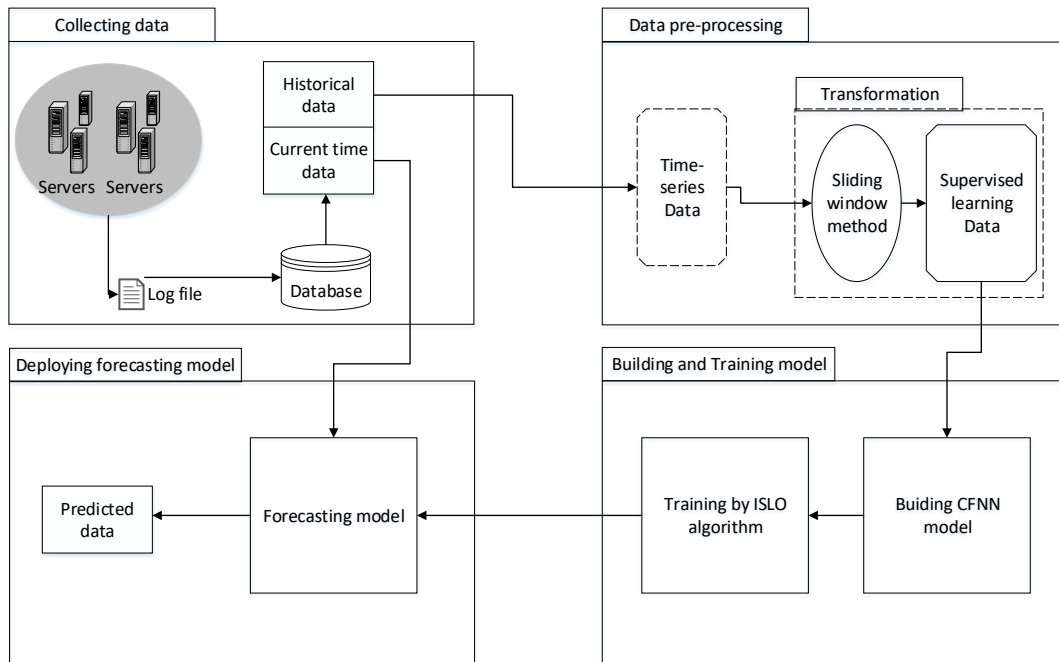 Collecting data
Servers Servers
Log file
Historical
data
Current time
data
Database
Data pre-processing
Time-
series
Data
Transformation
Sliding
window
method
Supervised
learning
Data
Deploying forecasting model
Predicted
data
Forecasting model
Building and Training model
Training by ISLO
algorithm
Buiding CFNN
model